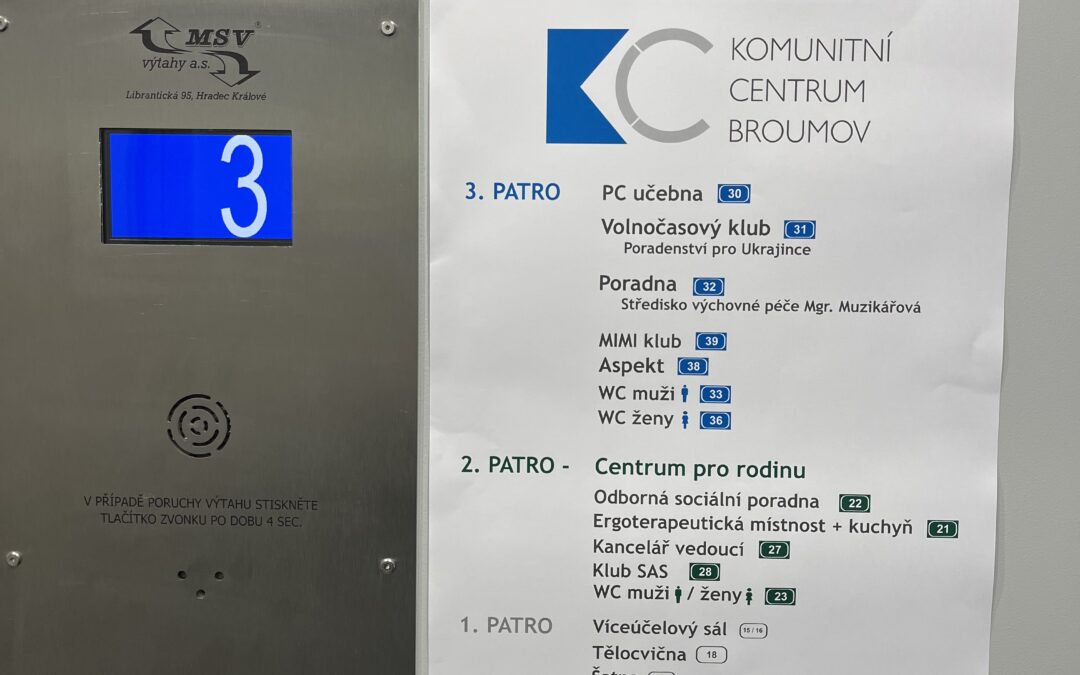 MSV®
výtahy a.s.
Librantická 95, Hradec Králové
3
V PŘÍPADĚ PORUCHY VÝTAHU STISKNĚTE
TLAČÍTKO ZVONKU PO DOBU 4 SEC.
KC
KOMUNITNÍ
CENTRUM
BROUMOV
3. PATRO
PC učebna 30
Volnočasový klub 31
Poradenství pro Ukrajince
Poradna 32
Středisko výchovné péče Mgr. Muzikářová
MIMI klub 39
Aspekt 38
WC muži 33
WC ženy 36
2. PATRO - Centrum pro rodinu
Odborná sociální poradna 22
Ergoterapeutická místnost + kuchyň 21
Kancelář vedoucí 27
Klub SAS 28
WC muži / ženy 23
1. PATRO
Víceúčelový sál 15/16
Tělocvična 18